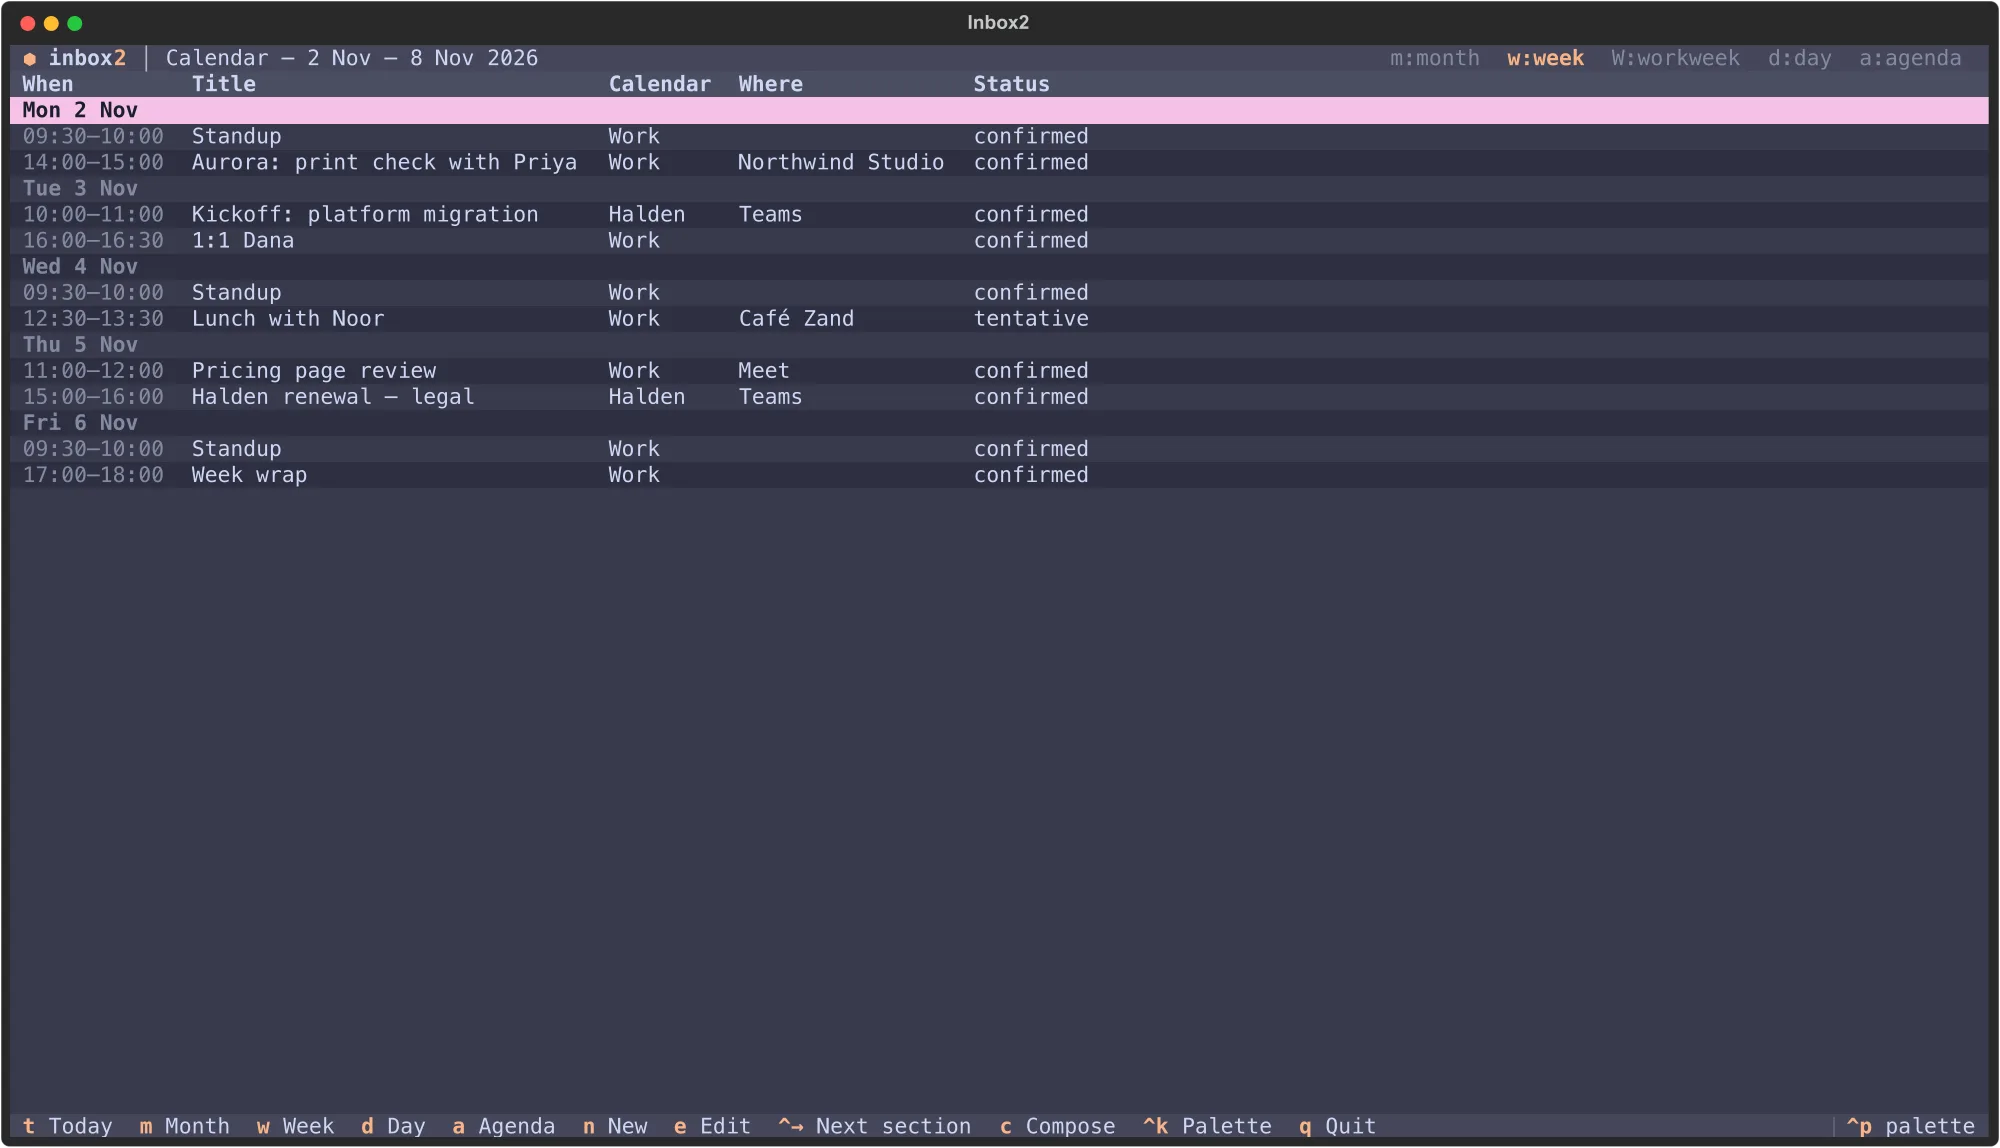 Inbox2
inbox2 │ Calendar — 2 Nov – 8 Nov 2026 m:month w:week W:workweek d:day a:agenda
When Title Calendar Where Status
Mon 2 Nov
09:30–10:00 Standup Work confirmed
14:00–15:00 Aurora: print check with Priya Work Northwind Studio confirmed
Tue 3 Nov
10:00–11:00 Kickoff: platform migration Halden Teams confirmed
16:00–16:30 1:1 Dana Work confirmed
Wed 4 Nov
09:30–10:00 Standup Work confirmed
12:30–13:30 Lunch with Noor Work Café Zand tentative
Thu 5 Nov
11:00–12:00 Pricing page review Work Meet confirmed
15:00–16:00 Halden renewal — legal Halden Teams confirmed
Fri 6 Nov
09:30–10:00 Standup Work confirmed
17:00–18:00 Week wrap Work confirmed
t Today m Month w Week d Day a Agenda n New e Edit ^→ Next section c Compose ^k Palette q Quit ^p palette